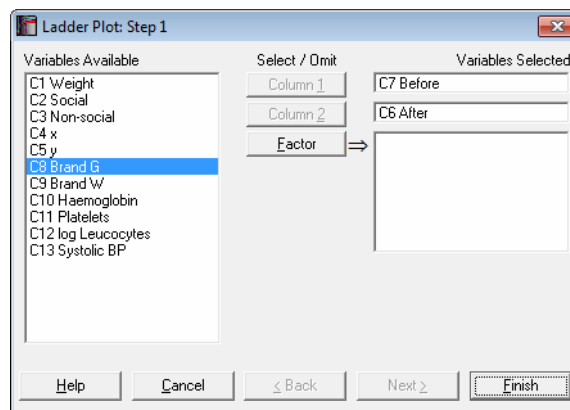 Ladder Plot: Step 1
Variables Available
Select / Omit
Variables Selected
C1 Weight
C2 Social
C3 Non-social
C4 x
C5 y
C8 Brand G
C9 Brand W
C10 Haemoglobin
C11 Platelets
C12 log Leucocytes
C13 Systolic BP
Column 1
C7 Before
Column 2
C6 After
Factor ⇒
Help
Cancel
< Back
Next >
Finish